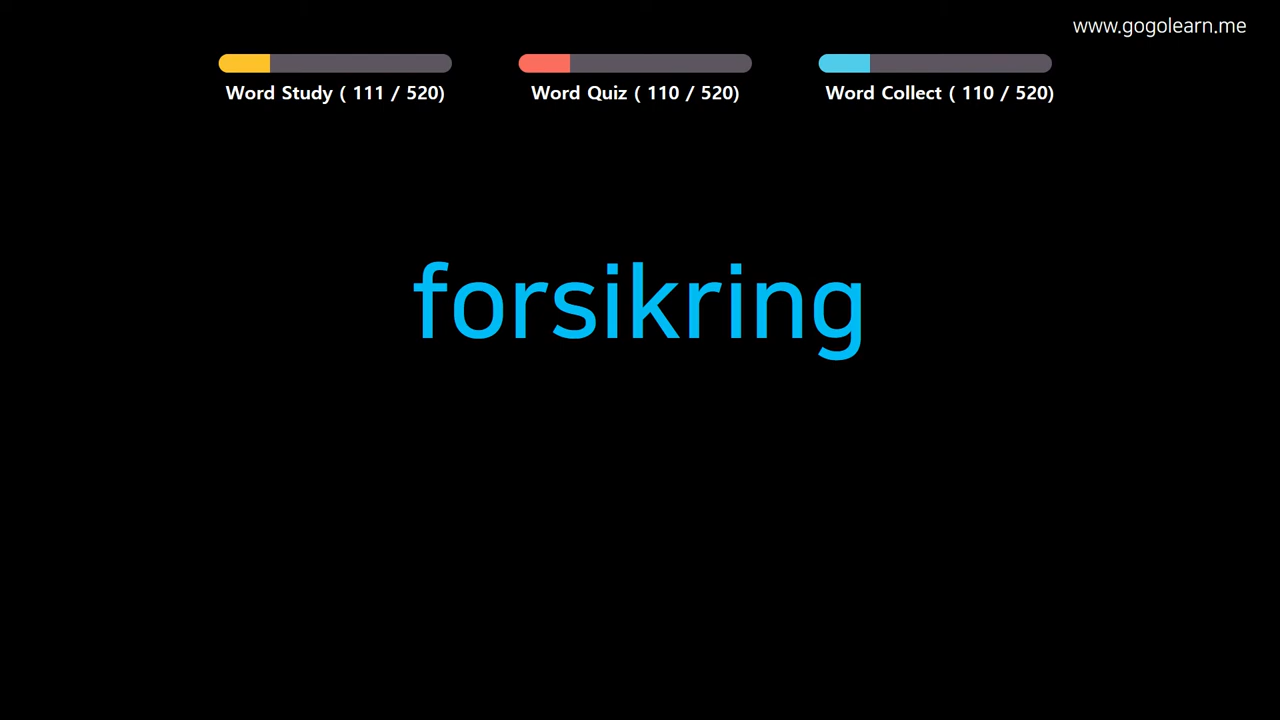 www.gogolearn.me
Word Study ( 111 / 520)
Word Quiz ( 110 / 520)
Word Collect ( 110 / 520)
forsikring